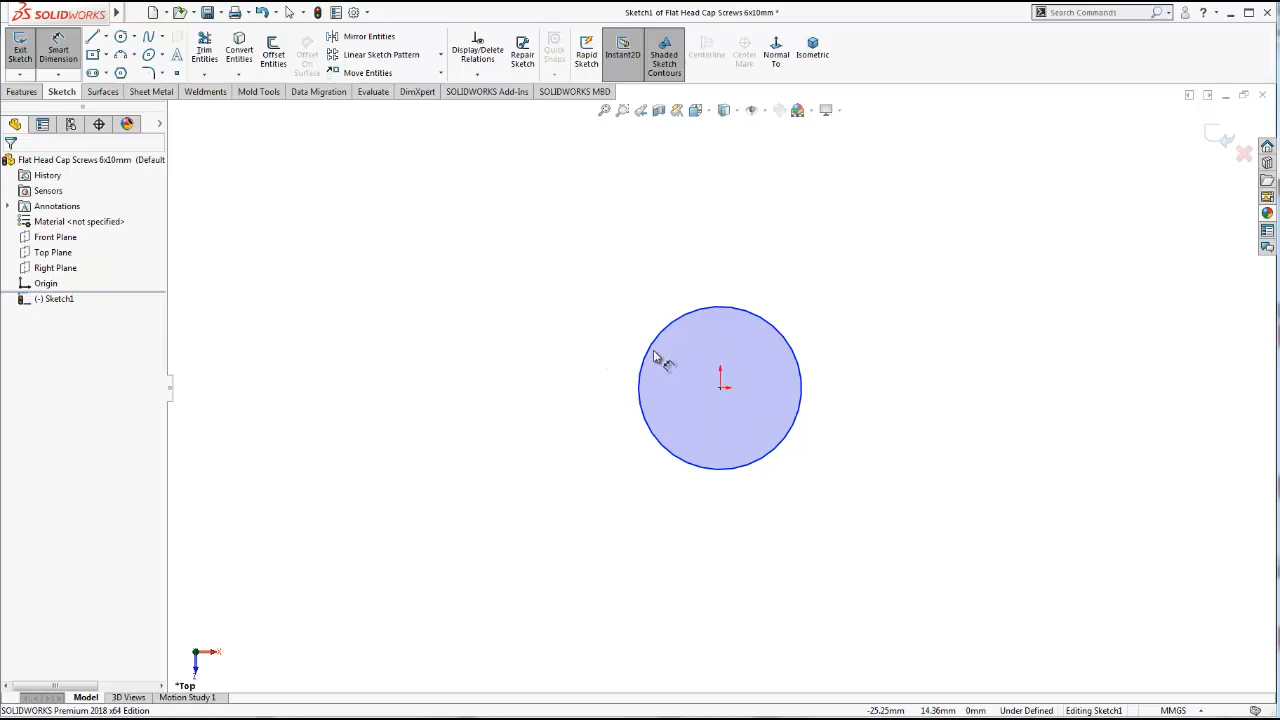 SOLIDWORKS
Sketch1 of Flat Head Cap Screws 6x10mm *
Search Commands
?
Exit Sketch
Smart Dimension
Trim Entities
Convert Entities
Offset Entities
Offset On Surface
Mirror Entities
Linear Sketch Pattern
Move Entities
Display/Delete Relations
Repair Sketch
Quick Snaps
Rapid Sketch
Instant2D
Shaded Sketch Contours
Centerline
Center Mark
Normal To
Isometric
Features
Sketch
Surfaces
Sheet Metal
Weldments
Mold Tools
Data Migration
Evaluate
DimXpert
SOLIDWORKS Add-Ins
SOLIDWORKS MBD
Flat Head Cap Screws 6x10mm (Default
History
Sensors
Annotations
Material <not specified>
Front Plane
Top Plane
Right Plane
Origin
(-) Sketch1
X
*Top
Model
3D Views
Motion Study 1
SOLIDWORKS Premium 2018 x64 Edition
-25.25mm
14.36mm
0mm
Under Defined
Editing Sketch1
MMGS